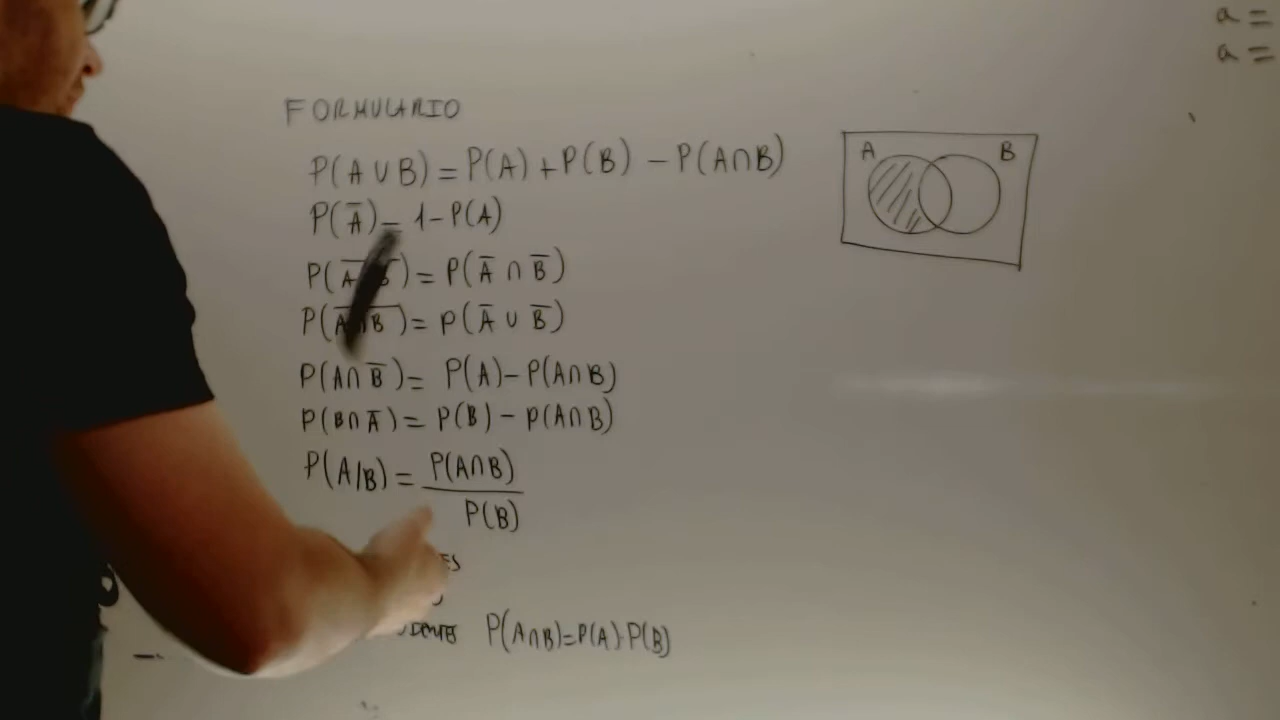 FORMULARIO
P(A∪B) = P(A) + P(B) − P(A∩B)
P(A̅) = 1 − P(A)
P( ) = P(A̅ ∩ B̅)
P(A̅∩̅B̅) = P(A̅ ∪ B̅)
P(A∩B̅) = P(A) − P(A∩B)
P(B∩A̅) = P(B) − P(A∩B)
P(A/B) = P(A∩B)
P(B)
P(A∩B)=P(A)·P(B)
A
B
a =
a =